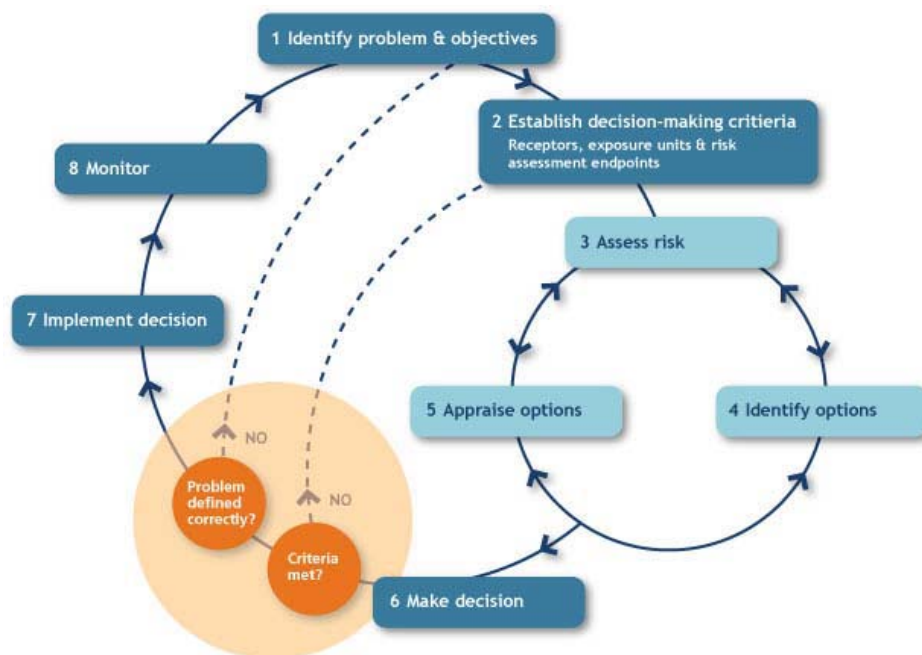 1 Identify problem & objectives
2 Establish decision-making critieria
Receptors, exposure units & risk
assessment endpoints
3 Assess risk
4 Identify options
5 Appraise options
6 Make decision
Criteria
met?
NO
Problem
defined
correctly?
NO
7 Implement decision
8 Monitor